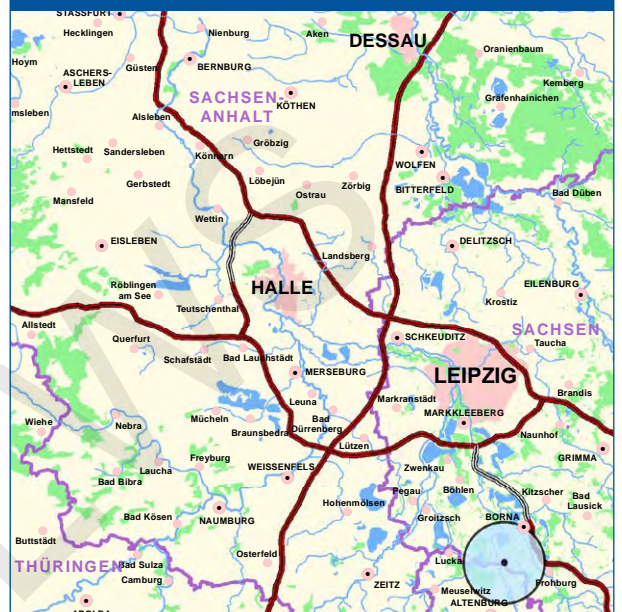 STASSFURT
Hecklingen
Nienburg
Aken
DESSAU
Oranienbaum
Hoym
Güsten
BERNBURG
ASCHERS-
LEBEN
Kemberg
SACHSEN-
ANHALT
KÖTHEN
Gräfenhainichen
msleben
Alsleben
Hettstedt
Sandersleben
Könnern
Gröbzig
WOLFEN
Gerbstedt
Löbejün
Ostrau
Zörbig
BITTERFELD
Bad Düben
Mansfeld
Wettin
EISLEBEN
DELITZSCH
Landsberg
Röblingen
am See
HALLE
EILENBURG
Krostiz
Teutschenthal
Allstedt
SACHSEN
Querfurt
SCHKEUDITZ
Taucha
Schafstädt
Bad Lauchstädt
MERSEBURG
LEIPZIG
Brandis
Leuna
Markranstädt
Wiehe
Nebra
Mücheln
Bad
Dürrenberg
MARKKLEEBERG
Braunsbedra
Naunhof
Lützen
GRIMMA
Freyburg
Laucha
WEISSENFELS
Zwenkau
Bad Bibra
Pegau
Böhlen
Kitzscher
Bad
Lausick
Hohenmölsen
NAUMBURG
Bad Kösen
Groitzsch
BORNA
Buttstädt
Osterfeld
THÜRINGEN
Bad Sulza
Lucka
Camburg
ZEITZ
Meuselwitz
Frohburg
ALTENBURG
APOLDA